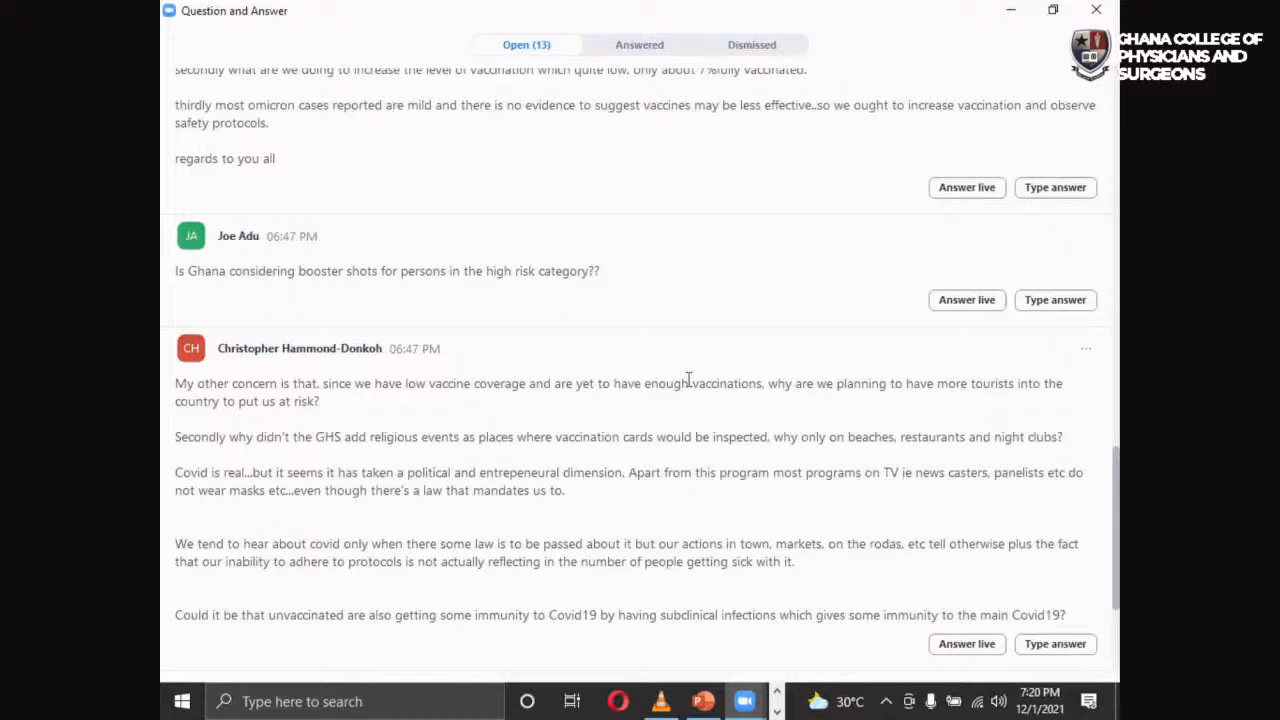 Question and Answer
Open (13)
Answered
Dismissed
GHANA COLLEGE OF
PHYSICIANS AND
SURGEONS
secondly what are we doing to increase the level of vaccination which quite low, only about 7%fully vaccinated.
thirdly most omicron cases reported are mild and there is no evidence to suggest vaccines may be less effective..so we ought to increase vaccination and observe
safety protocols.
regards to you all
Answer live
Type answer
JA
Joe Adu 06:47 PM
Is Ghana considering booster shots for persons in the high risk category??
Answer live
Type answer
CH
Christopher Hammond-Donkoh 06:47 PM
My other concern is that, since we have low vaccine coverage and are yet to have enough vaccinations, why are we planning to have more tourists into the
country to put us at risk?
Secondly why didn't the GHS add religious events as places where vaccination cards would be inspected, why only on beaches, restaurants and night clubs?
Covid is real...but it seems it has taken a political and entrepeneural dimension. Apart from this program most programs on TV ie news casters, panelists etc do
not wear masks etc...even though there's a law that mandates us to.
We tend to hear about covid only when there some law is to be passed about it but our actions in town, markets, on the rodas, etc tell otherwise plus the fact
that our inability to adhere to protocols is not actually reflecting in the number of people getting sick with it.
Could it be that unvaccinated are also getting some immunity to Covid19 by having subclinical infections which gives some immunity to the main Covid19?
Answer live
Type answer
Type here to search
30°C
7:20 PM
12/1/2021